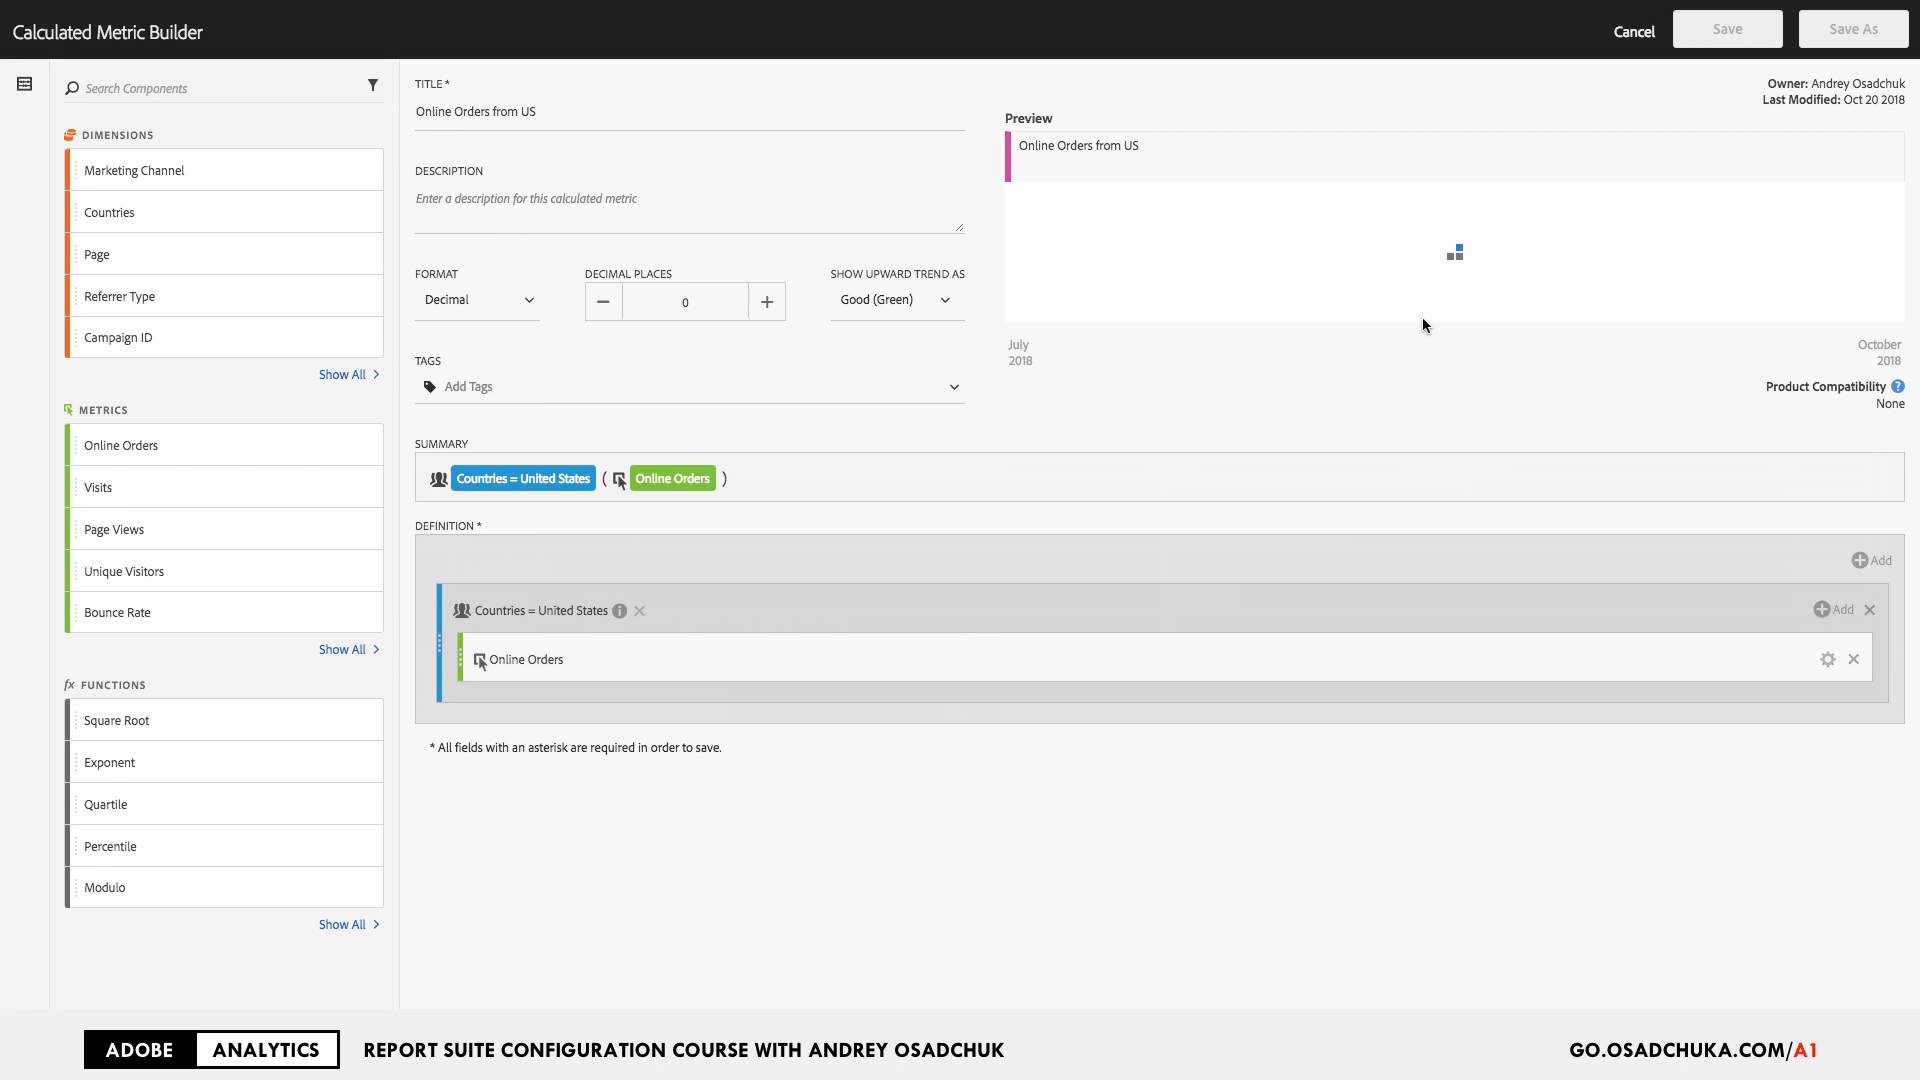 Calculated Metric Builder
Cancel
Save
Save As
Search Components
DIMENSIONS
Marketing Channel
Countries
Page
Referrer Type
Campaign ID
Show All
METRICS
Online Orders
Visits
Page Views
Unique Visitors
Bounce Rate
Show All
fx FUNCTIONS
Square Root
Exponent
Quartile
Percentile
Modulo
Show All
TITLE *
Online Orders from US
DESCRIPTION
Enter a description for this calculated metric
FORMAT
Decimal
DECIMAL PLACES
0
SHOW UPWARD TREND AS
Good (Green)
TAGS
Add Tags
Owner: Andrey Osadchuk
Last Modified: Oct 20 2018
Preview
Online Orders from US
July
2018
October
2018
Product Compatibility ?
None
SUMMARY
Countries = United States ( Online Orders )
DEFINITION *
Add
Countries = United States
Add
Online Orders
* All fields with an asterisk are required in order to save.
ADOBE ANALYTICS
REPORT SUITE CONFIGURATION COURSE WITH ANDREY OSADCHUK
GO.OSADCHUKA.COM/A1